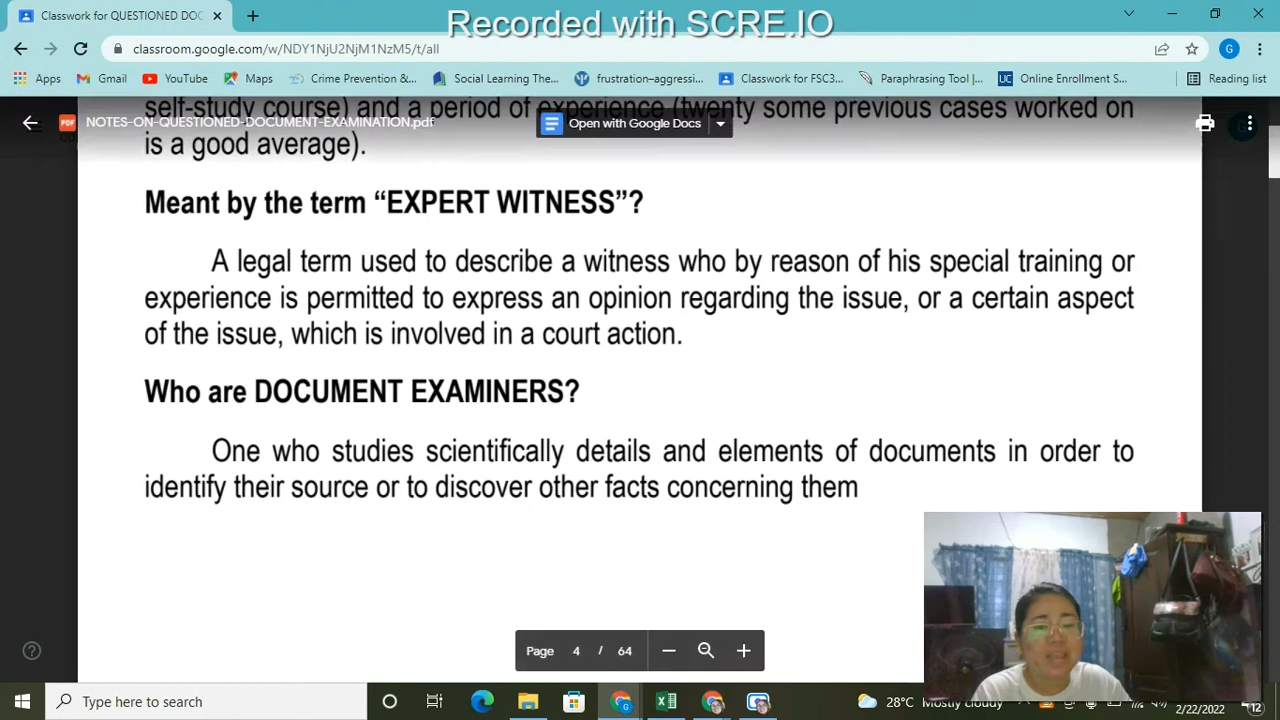 Classroom for QUESTIONED DOC
Recorded with SCRE.IO
classroom.google.com/w/NDY1NjU2NjM1NzM5/t/all
G
Apps
Gmail
YouTube
Maps
Crime Prevention &...
Social Learning The...
frustration–aggressi...
Classwork for FSC3...
Paraphrasing Tool |...
UC
Online Enrollment S...
Reading list
self-study course) and a period of experience (twenty some previous cases worked on
PDF
NOTES-ON-QUESTIONED-DOCUMENT-EXAMINATION.pdf
Open with Google Docs
is a good average).
Meant by the term “EXPERT WITNESS”?
A legal term used to describe a witness who by reason of his special training or
experience is permitted to express an opinion regarding the issue, or a certain aspect
of the issue, which is involved in a court action.
Who are DOCUMENT EXAMINERS?
One who studies scientifically details and elements of documents in order to
identify their source or to discover other facts concerning them
Page 4 / 64
Type here to search
28°C Mostly cloudy
2/22/2022
12